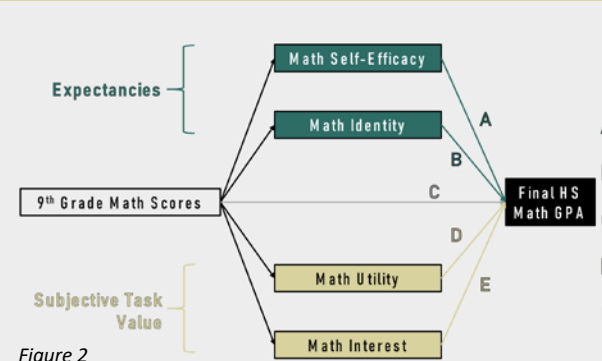 Math Self-Efficacy
Expectancies
A
Math Identity
B
C
9th Grade Math Scores
Final HS
Math GPA
D
Math Utility
E
Subjective Task
Value
Math Interest
Figure 2